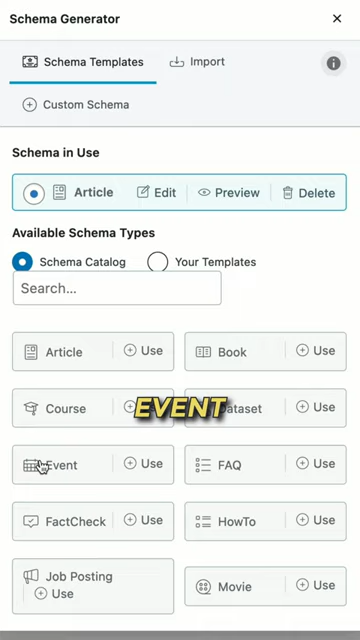 Schema Generator
Schema Templates
Import
Custom Schema
Schema in Use
Article Edit Preview Delete
Available Schema Types
Schema Catalog Your Templates
Search...
Article Use
Book Use
Course
EVENT
Dataset Use
Event Use
FAQ Use
FactCheck Use
HowTo Use
Job Posting
Use
Movie Use